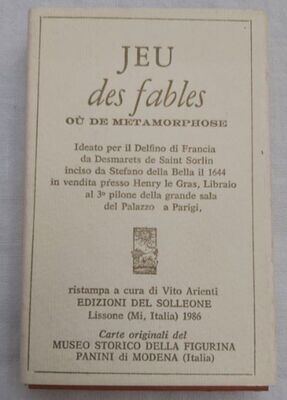 JEU
des fables
OÙ DE METAMORPHOSE
Ideato per il Delfino di Francia
da Desmarets de Saint Sorlin
inciso da Stefano della Bella il 1644
in vendita presso Henry le Gras, Libraio
al 3º pilone della grande sala
del Palazzo a Parigi,
ristampa a cura di Vito Arienti
EDIZIONI DEL SOLLEONE
Lissone (Mi, Italia) 1986
Carte originali del
MUSEO STORICO DELLA FIGURINA
PANINI DI MODENA (Italia)